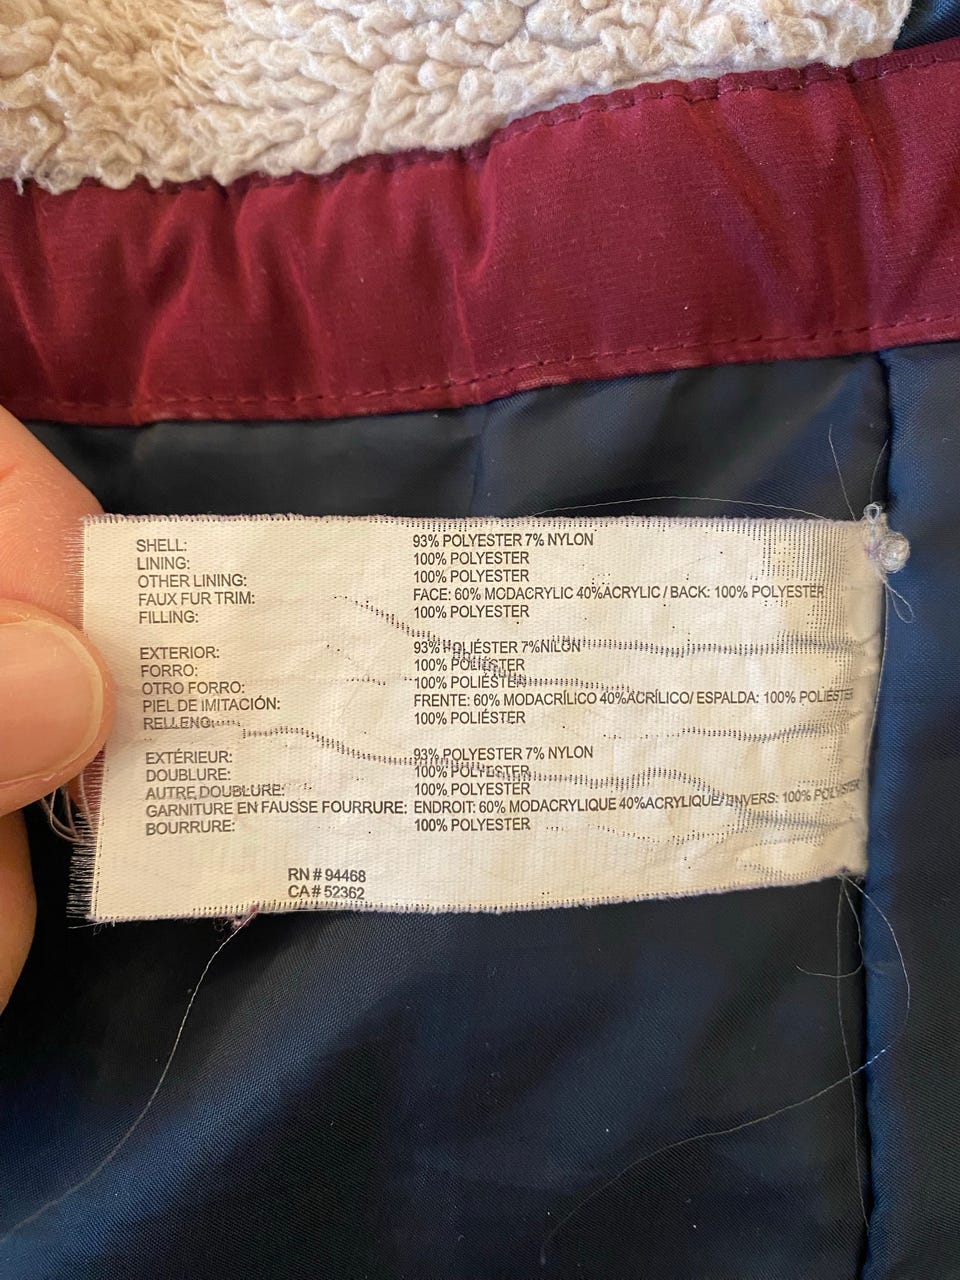 SHELL: 93% POLYESTER 7% NYLON
LINING: 100% POLYESTER
OTHER LINING: 100% POLYESTER
FAUX FUR TRIM: FACE: 60% MODACRYLIC 40%ACRYLIC / BACK: 100% POLYESTER
FILLING: 100% POLYESTER
EXTERIOR: 93% POLIÉSTER 7%NILÓN
FORRO: 100% POLIÉSTER
OTRO FORRO: 100% POLIÉSTER
PIEL DE IMITACIÓN: FRENTE: 60% MODACRÍLICO 40%ACRÍLICO/ ESPALDA: 100% POLIÉSTER
RELLENO: 100% POLIÉSTER
EXTÉRIEUR: 93% POLYESTER 7% NYLON
DOUBLURE: 100% POLYESTER
AUTRE DOUBLURE: 100% POLYESTER
GARNITURE EN FAUSSE FOURRURE: ENDROIT: 60% MODACRYLIQUE 40%ACRYLIQUE/ ENVERS: 100% POLYESTER
BOURRURE: 100% POLYESTER
RN # 94468
CA # 52362